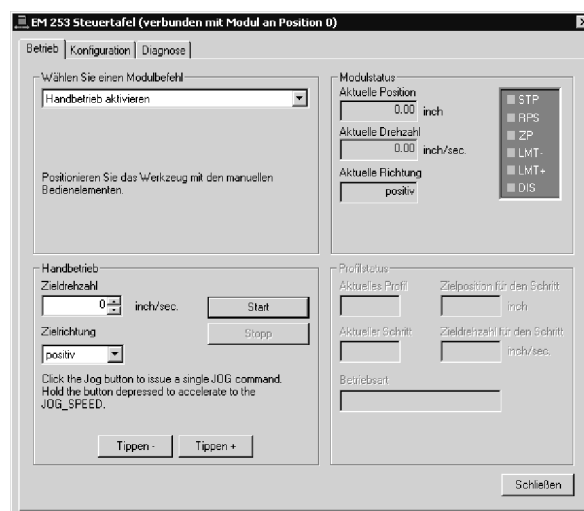 EM 253 Steuertafel (verbunden mit Modul an Position 0)
Betrieb
Konfiguration
Diagnose
Wählen Sie einen Modulbefehl
Handbetrieb aktivieren
Positionieren Sie das Werkzeug mit den manuellen
Bedienelementen.
Modulstatus
Aktuelle Position
0.00 inch
Aktuelle Drehzahl
0.00 inch/sec.
Aktuelle Richtung
positiv
STP
RPS
ZP
LMT-
LMT+
DIS
Handbetrieb
Zieldrehzahl
0 inch/sec.
Start
Zielrichtung
Stopp
positiv
Click the Jog button to issue a single JOG command.
Hold the button depressed to accelerate to the
JOG_SPEED.
Tippen -
Tippen +
Profilstatus
Aktuelles Profil
Zielposition für den Schritt
inch
Aktueller Schritt
Zieldrehzahl für den Schritt
inch/sec.
Betriebsart
Schließen